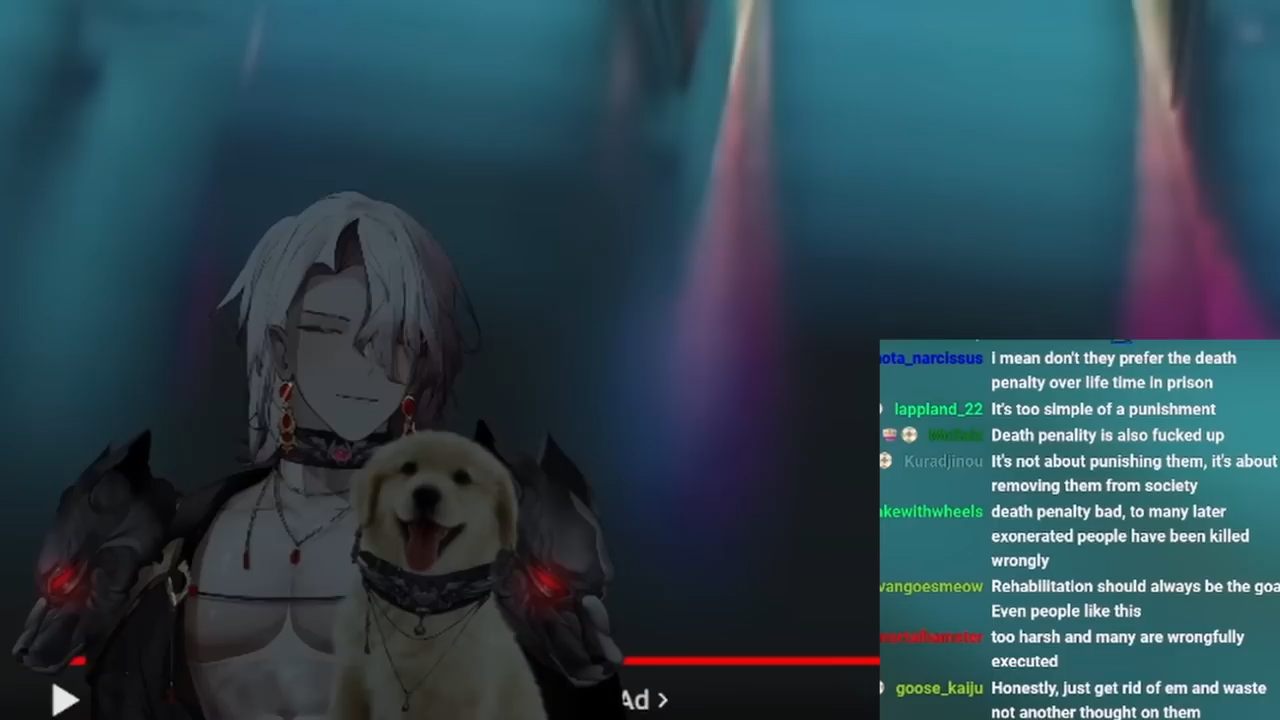 ota_narcissus I mean don't they prefer the death
penalty over life time in prison
lappland_22 It's too simple of a punishment
Death penality is also fucked up
Kuradjinou It's not about punishing them, it's about
removing them from society
akewithwheels death penalty bad, to many later
exonerated people have been killed
wrongly
vangoesmeow Rehabilitation should always be the goa
Even people like this
too harsh and many are wrongfully
executed
goose_kaiju Honestly, just get rid of em and waste
not another thought on them
Ad >